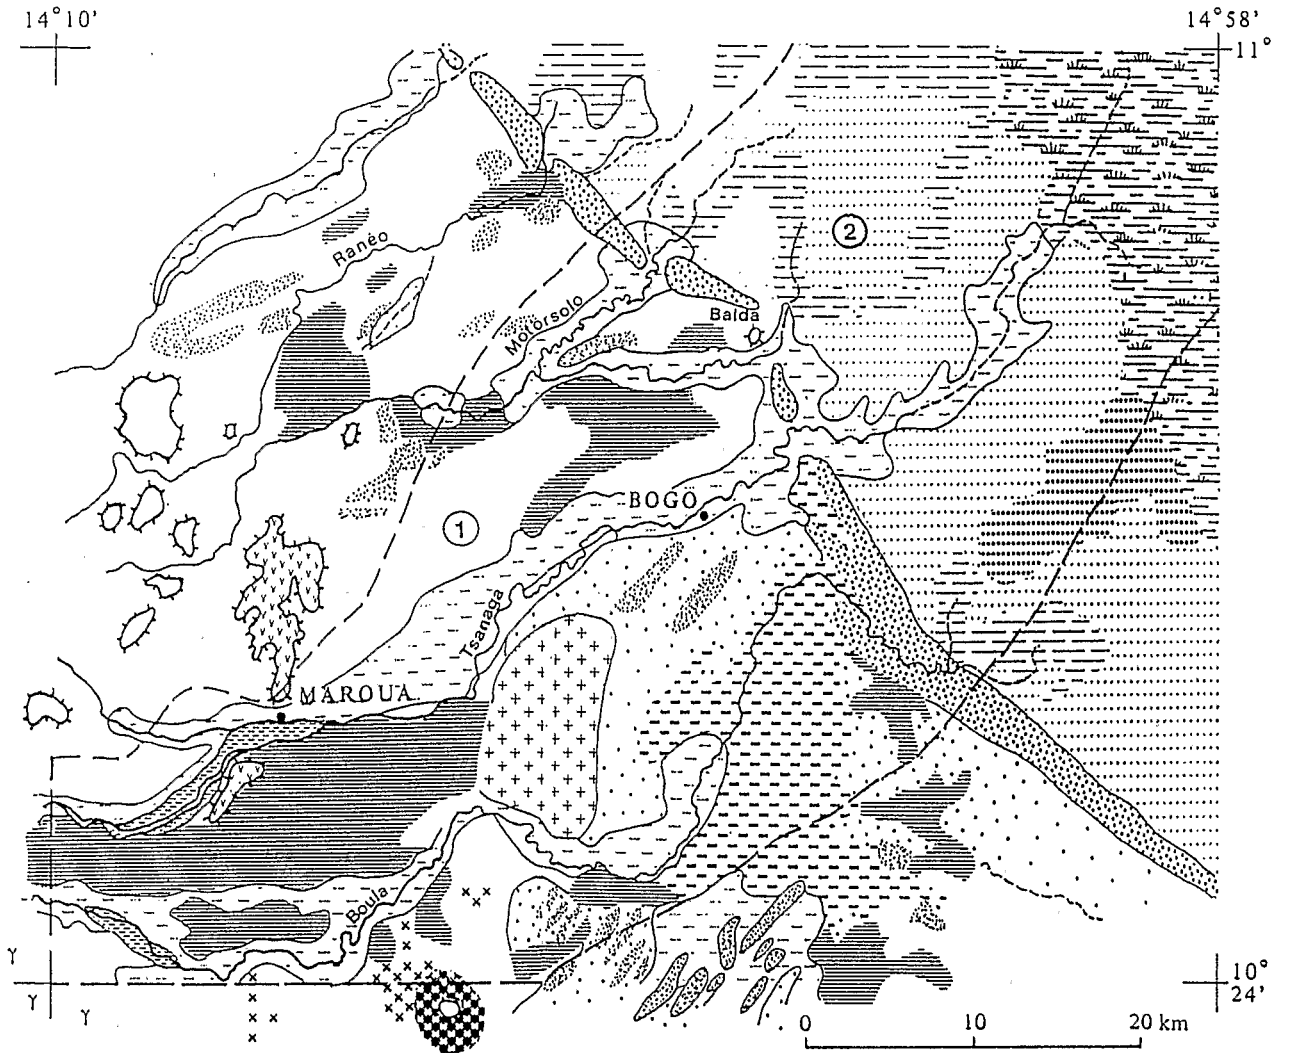 14°10'
14°58'
11°
2
Ranéo
Motorsolo
Balda
BOGO
1
Tsanaga
MAROUA
Boula
γ
γ
γ
10°
24'
0 10 20 km